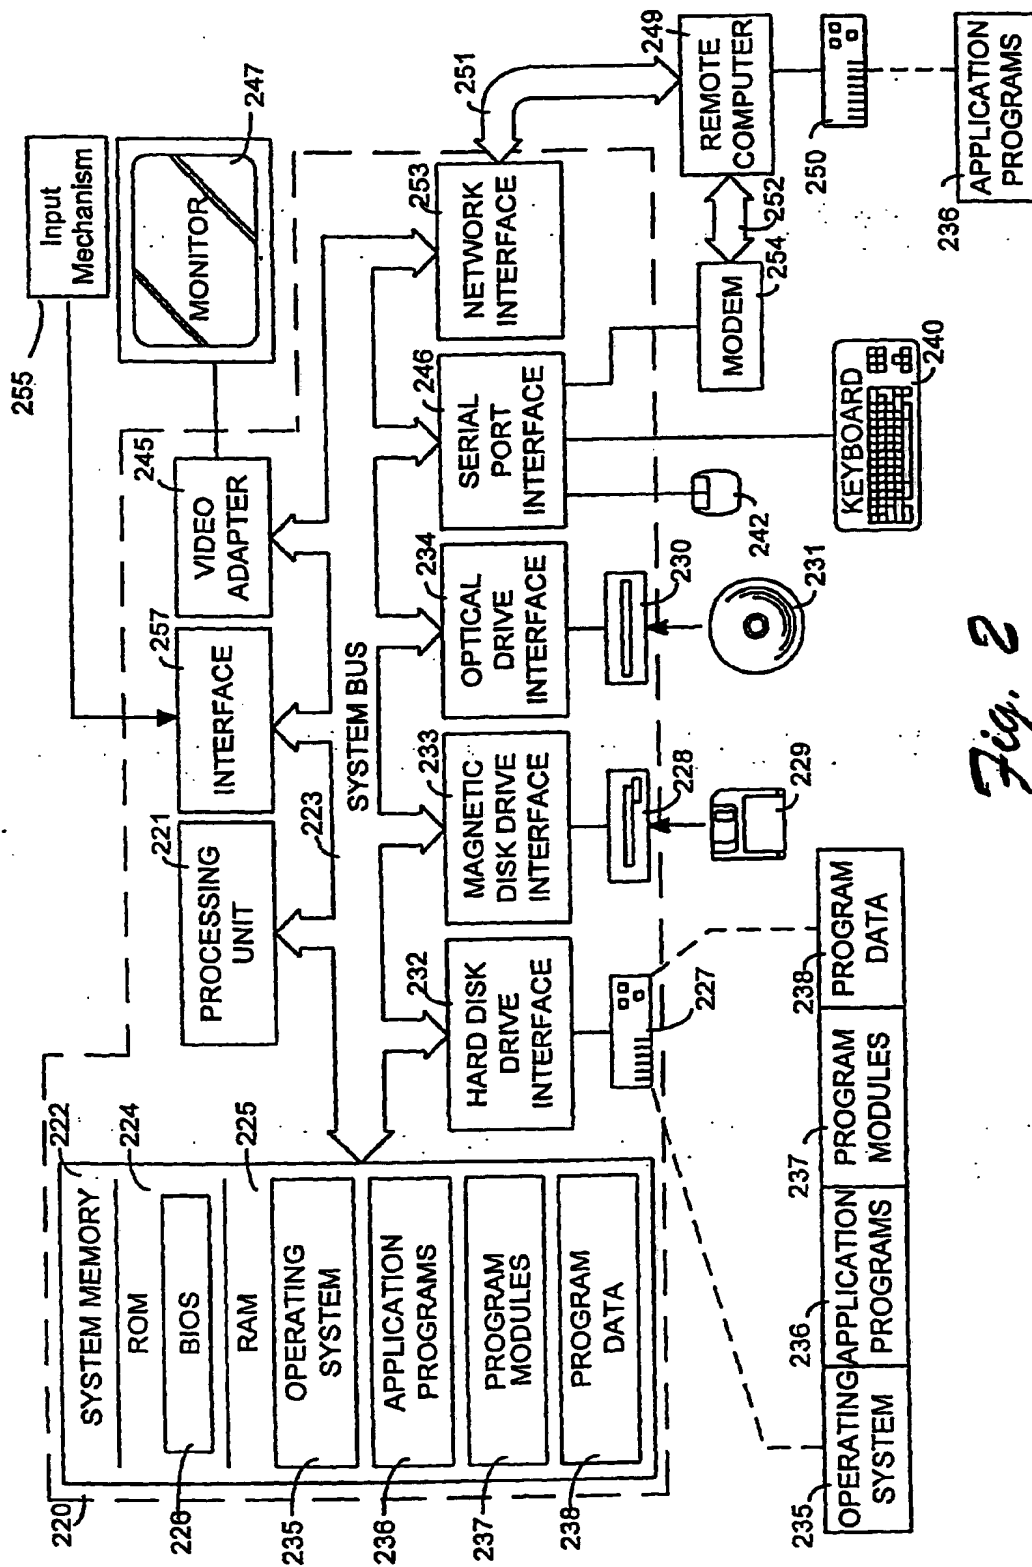 220
SYSTEM MEMORY
222
ROM
224
BIOS
226
RAM
225
OPERATING
SYSTEM
235
APPLICATION
PROGRAMS
236
PROGRAM
MODULES
237
PROGRAM
DATA
238
PROCESSING
UNIT
221
INTERFACE
257
VIDEO
ADAPTER
245
MONITOR
247
Input
Mechanism
255
223
SYSTEM BUS
HARD DISK
DRIVE
INTERFACE
232
MAGNETIC
DISK DRIVE
INTERFACE
233
OPTICAL
DRIVE
INTERFACE
234
SERIAL
PORT
INTERFACE
246
NETWORK
INTERFACE
253
251
227
228
230
229
231
242
KEYBOARD
240
MODEM
254
252
REMOTE
COMPUTER
249
250
APPLICATION
PROGRAMS
236
OPERATING
SYSTEM
235
APPLICATION
PROGRAMS
236
PROGRAM
MODULES
237
PROGRAM
DATA
238
Fig. 2